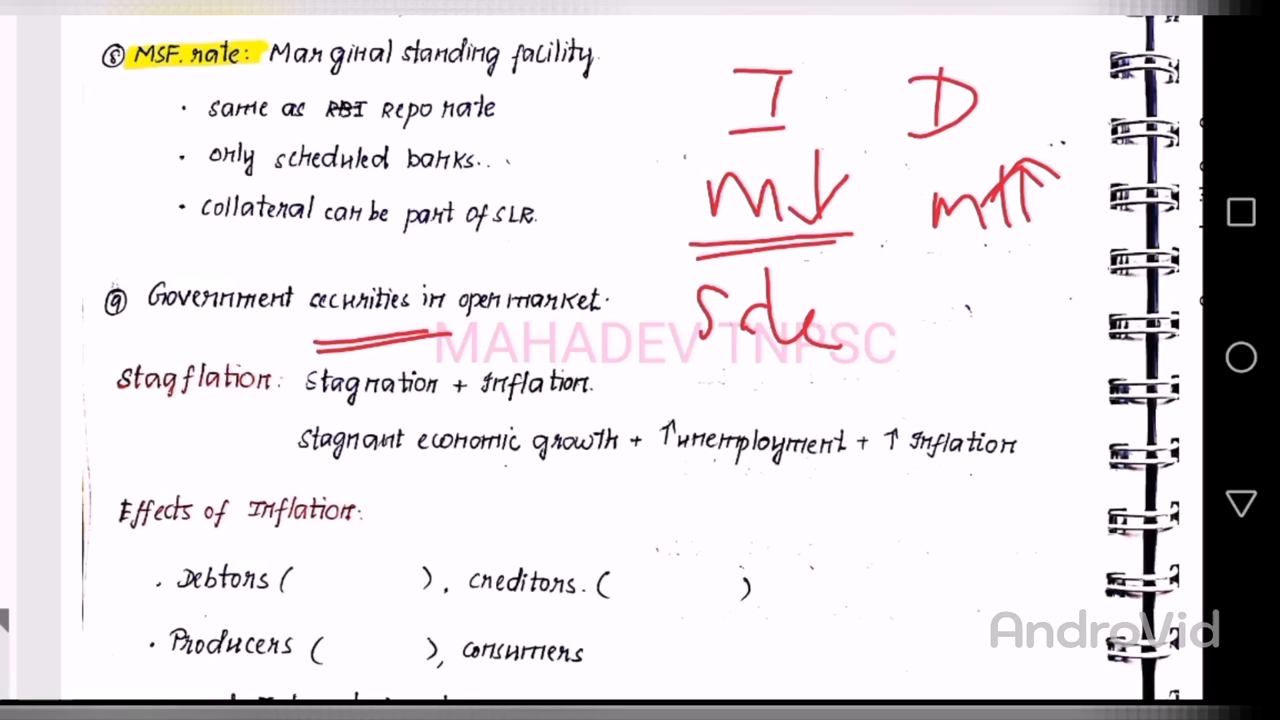 ⑧ MSF. rate: Marginal standing facility.
I D
• same as RBI Repo rate
• only scheduled banks..
m↓ m↑↑
• collateral can be part of SLR.
⑨ Government securities in open market.
Sale
MAHADEV TNPSC
Stagflation: Stagnation + Inflation.
Stagnant economic growth + ↑unemployment + ↑ Inflation
Effects of Inflation:
• Debtors ( ), creditors. ( )
AndroVid
• Producers ( ), consumers